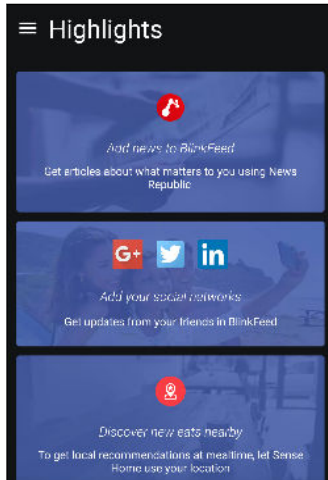 Highlights
Add news to BlinkFeed
Get articles about what matters to you using News
Republic
G+
in
Add your social networks
Get updates from your friends in BlinkFeed
Discover new eats nearby
To get local recommendations at mealtime, let Sense
Home use your location